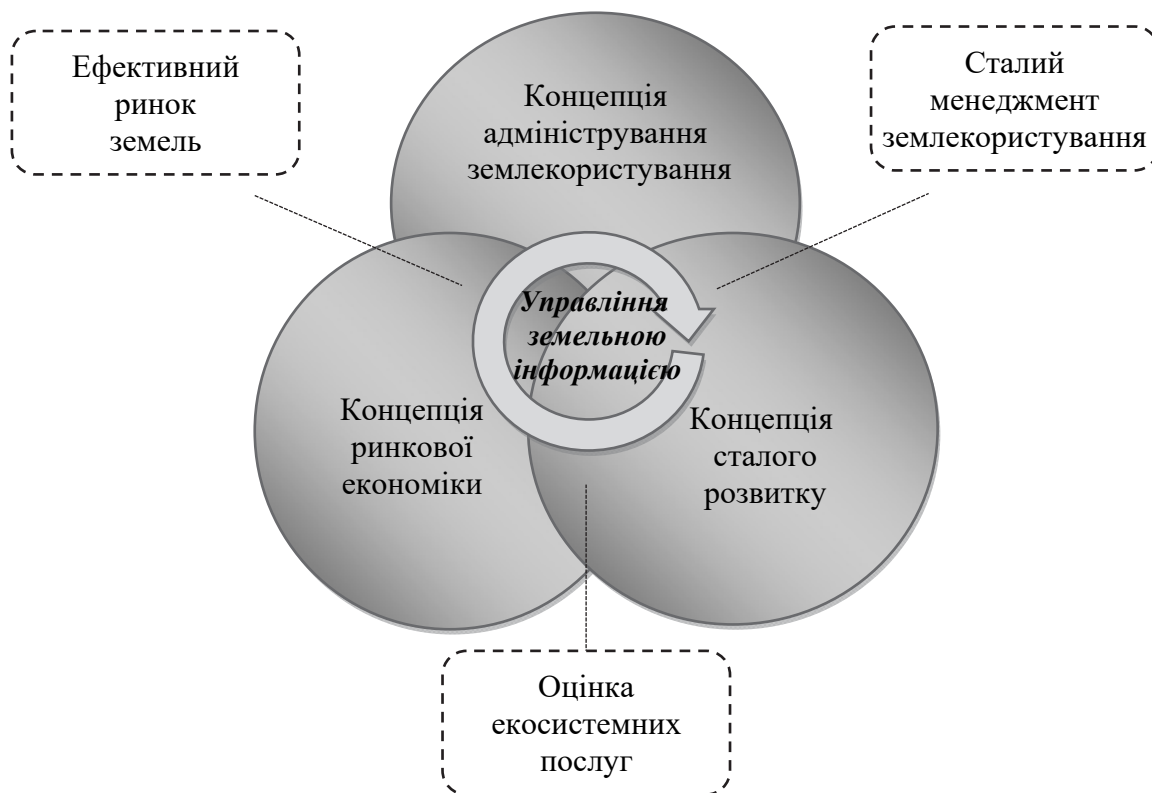 Ефективний
ринок
земель
Концепція
адміністрування
землекористування
Сталий
менеджмент
землекористування
Управління
земельною
інформацією
Концепція
ринкової
економіки
Концепція
сталого
розвитку
Оцінка
екосистемних
послуг